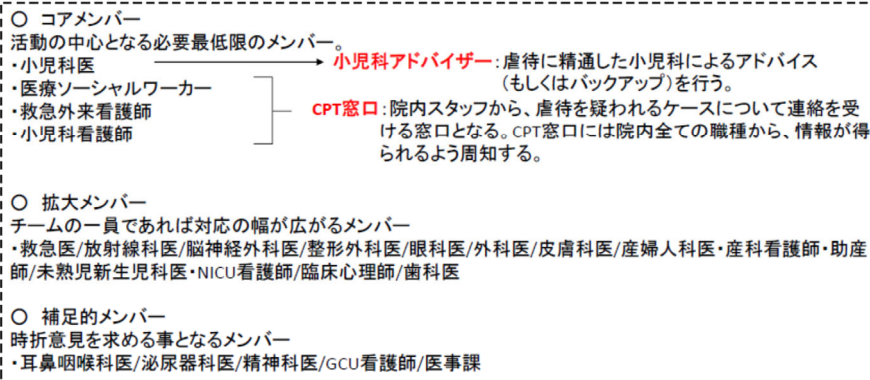 ○ コアメンバー
活動の中心となる必要最低限のメンバー。
・小児科医
小児科アドバイザー：虐待に精通した小児科によるアドバイス
（もしくはバックアップ）を行う。
・医療ソーシャルワーカー
・救急外来看護師
・小児科看護師
CPT窓口：院内スタッフから、虐待を疑われるケースについて連絡を受
ける窓口となる。CPT窓口には院内全ての職種から、情報が得
られるよう周知する。
○ 拡大メンバー
チームの一員であれば対応の幅が広がるメンバー
・救急医/放射線科医/脳神経外科医/整形外科医/眼科医/外科医/皮膚科医/産婦人科医・産科看護師・助産
師/未熟児新生児科医・NICU看護師/臨床心理師/歯科医
○ 補足的メンバー
時折意見を求める事となるメンバー
・耳鼻咽喉科医/泌尿器科医/精神科医/GCU看護師/医事課